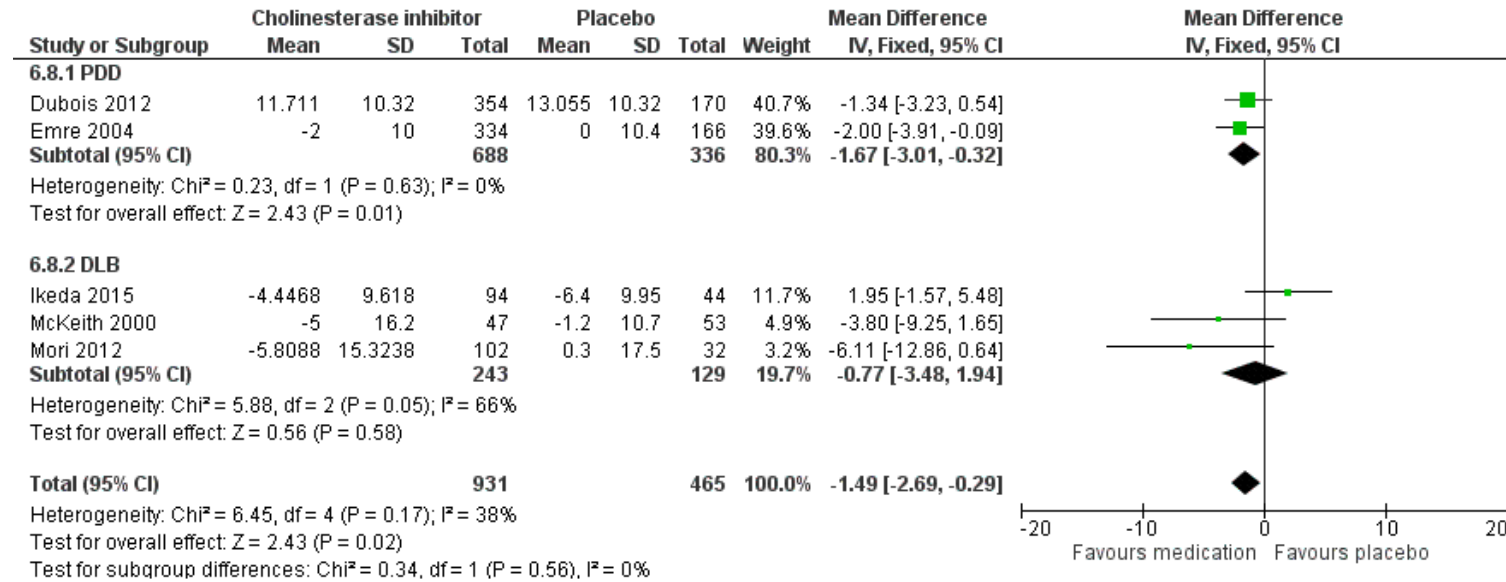 Cholinesterase inhibitor Placebo Mean Difference Mean Difference
Study or Subgroup Mean SD Total Mean SD Total Weight IV, Fixed, 95% CI IV, Fixed, 95% CI
6.8.1 PDD
Dubois 2012 11.711 10.32 354 13.055 10.32 170 40.7% -1.34 [-3.23, 0.54]
Emre 2004 -2 10 334 0 10.4 166 39.6% -2.00 [-3.91, -0.09]
Subtotal (95% CI) 688 336 80.3% -1.67 [-3.01, -0.32]
Heterogeneity: Chi² = 0.23, df = 1 (P = 0.63); I² = 0%
Test for overall effect: Z = 2.43 (P = 0.01)
6.8.2 DLB
Ikeda 2015 -4.4468 9.618 94 -6.4 9.95 44 11.7% 1.95 [-1.57, 5.48]
McKeith 2000 -5 16.2 47 -1.2 10.7 53 4.9% -3.80 [-9.25, 1.65]
Mori 2012 -5.8088 15.3238 102 0.3 17.5 32 3.2% -6.11 [-12.86, 0.64]
Subtotal (95% CI) 243 129 19.7% -0.77 [-3.48, 1.94]
Heterogeneity: Chi² = 5.88, df = 2 (P = 0.05); I² = 66%
Test for overall effect: Z = 0.56 (P = 0.58)
Total (95% CI) 931 465 100.0% -1.49 [-2.69, -0.29]
Heterogeneity: Chi² = 6.45, df = 4 (P = 0.17); I² = 38%
Test for overall effect: Z = 2.43 (P = 0.02)
Test for subgroup differences: Chi² = 0.34, df = 1 (P = 0.56), I² = 0%
-20 -10 0 10 20
Favours medication Favours placebo